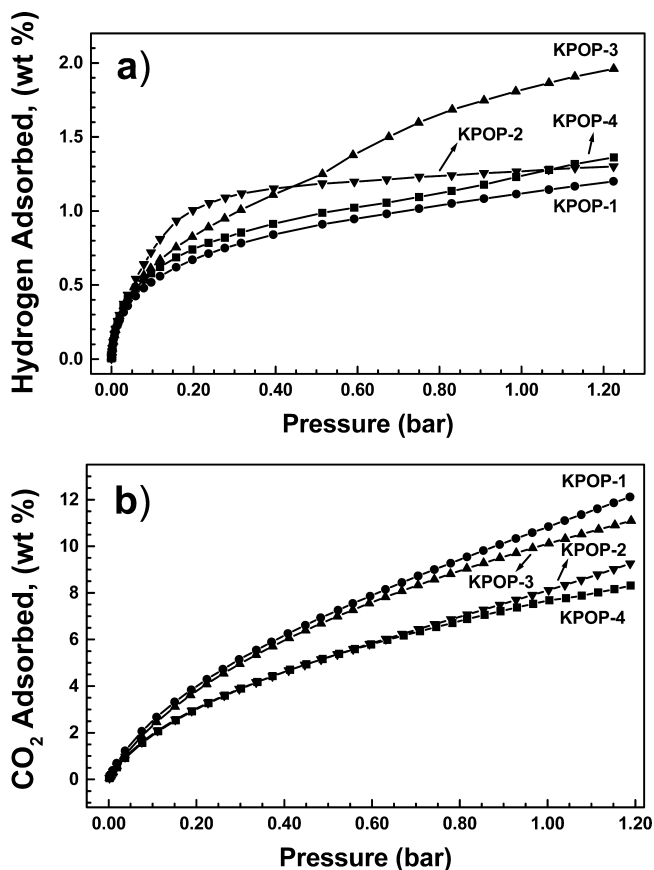 a)
KPOP-3
KPOP-4
KPOP-2
KPOP-1
Hydrogen Adsorbed, (wt %)
2.0
1.5
1.0
0.5
0.0
0.00 0.20 0.40 0.60 0.80 1.00 1.20
Pressure (bar)
b)
KPOP-1
KPOP-2
KPOP-3
KPOP-4
CO₂ Adsorbed, (wt %)
12
10
8
6
4
2
0
0.00 0.20 0.40 0.60 0.80 1.00 1.20
Pressure (bar)